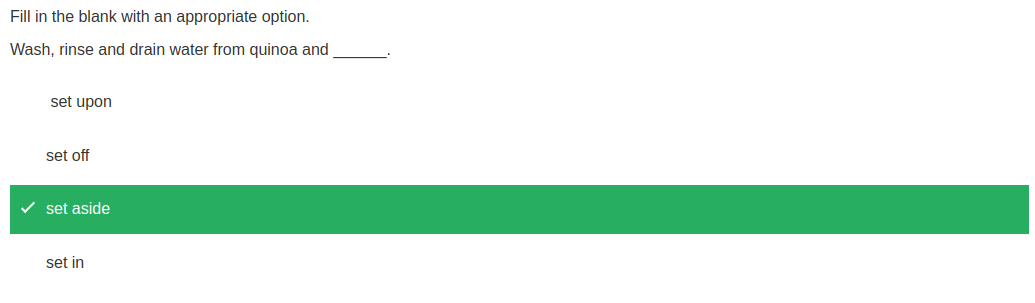 Fill in the blank with an appropriate option.
Wash, rinse and drain water from quinoa and ______.
set upon
set off
set aside
set in